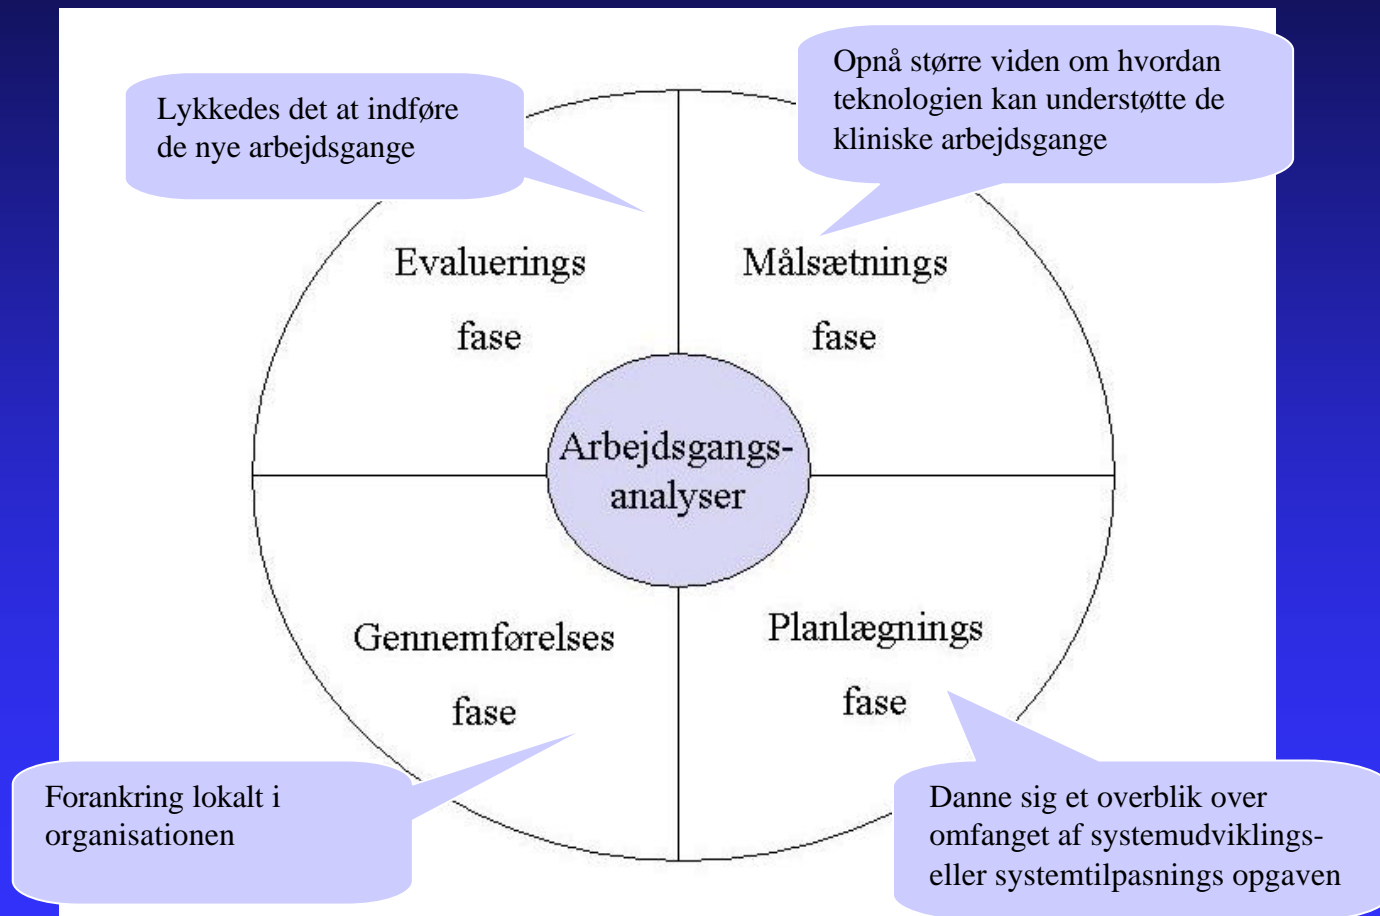 Lykkedes det at indføre
de nye arbejdsgange
Opnå større viden om hvordan
teknologien kan understøtte de
kliniske arbejdsgange
Evaluerings
fase
Målsætnings
fase
Arbejdsgangs-
analyser
Gennemførelses
fase
Planlægnings
fase
Forankring lokalt i
organisationen
Danne sig et overblik over
omfanget af systemudviklings-
eller systemtilpasnings opgaven